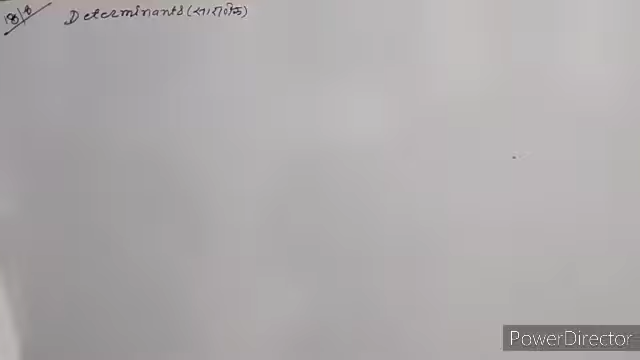 Determinants (सारणिक)
PowerDirector